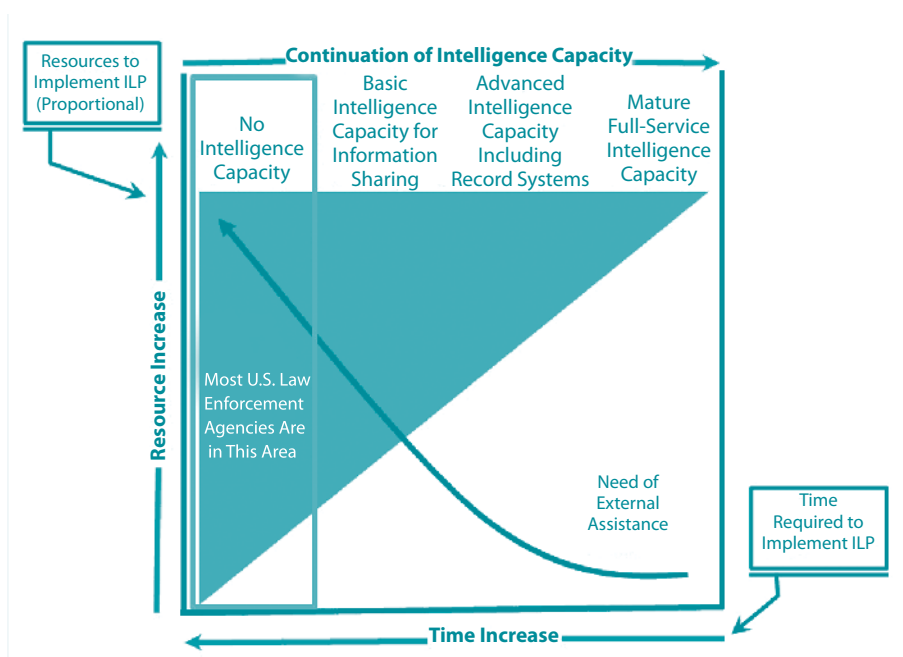 Continuation of Intelligence Capacity
Resources to
Implement ILP
(Proportional)
No
Intelligence
Capacity
Basic
Intelligence
Capacity for
Information
Sharing
Advanced
Intelligence
Capacity
Including
Record Systems
Mature
Full-Service
Intelligence
Capacity
Resource Increase
Most U.S. Law
Enforcement
Agencies Are
in This Area
Need of
External
Assistance
Time
Required to
Implement ILP
Time Increase